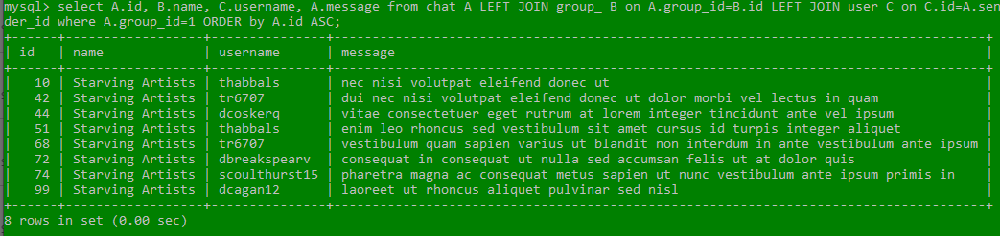 mysql> select A.id, B.name, C.username, A.message from chat A LEFT JOIN group_ B on A.group_id=B.id LEFT JOIN user C on C.id=A.sen
der_id where A.group_id=1 ORDER by A.id ASC;
+------+------------------+----------------+--------------------------------------------------------------------------------------+
| id | name | username | message |
+------+------------------+----------------+--------------------------------------------------------------------------------------+
| 10 | Starving Artists | thabbals | nec nisi volutpat eleifend donec ut |
| 42 | Starving Artists | tr6707 | dui nec nisi volutpat eleifend donec ut dolor morbi vel lectus in quam |
| 44 | Starving Artists | dcoskerq | vitae consectetuer eget rutrum at lorem integer tincidunt ante vel ipsum |
| 51 | Starving Artists | thabbals | enim leo rhoncus sed vestibulum sit amet cursus id turpis integer aliquet |
| 68 | Starving Artists | tr6707 | vestibulum quam sapien varius ut blandit non interdum in ante vestibulum ante ipsum |
| 72 | Starving Artists | dbreakspearv | consequat in consequat ut nulla sed accumsan felis ut at dolor quis |
| 74 | Starving Artists | scoulthurst15 | pharetra magna ac consequat metus sapien ut nunc vestibulum ante ipsum primis in |
| 99 | Starving Artists | dcagan12 | laoreet ut rhoncus aliquet pulvinar sed nisl |
+------+------------------+----------------+--------------------------------------------------------------------------------------+
8 rows in set (0.00 sec)